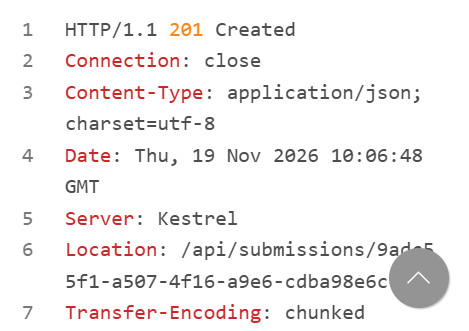 1 HTTP/1.1 201 Created
2 Connection: close
3 Content-Type: application/json;
charset=utf-8
4 Date: Thu, 19 Nov 2026 10:06:48
GMT
5 Server: Kestrel
6 Location: /api/submissions/
5f1-a507-4f16-a9e6-cdba98e6c
7 Transfer-Encoding: chunked